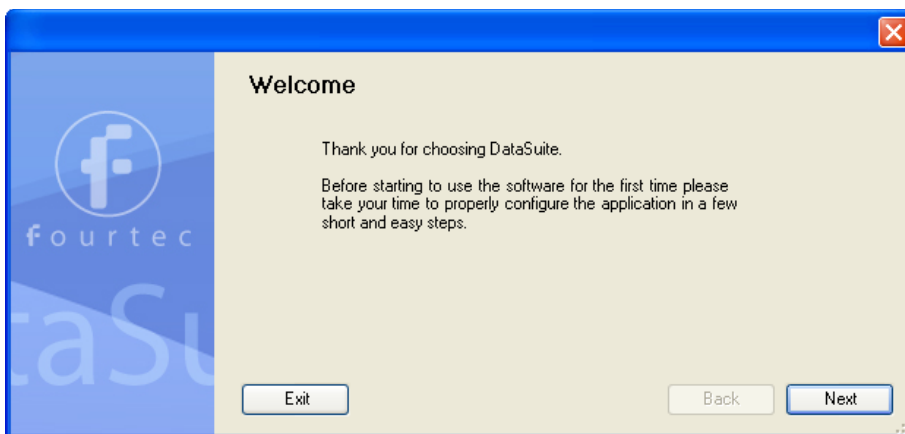 Welcome
Thank you for choosing DataSuite.
Before starting to use the software for the first time please
take your time to properly configure the application in a few
short and easy steps.
f
fourtec
taSu
Exit
Back
Next